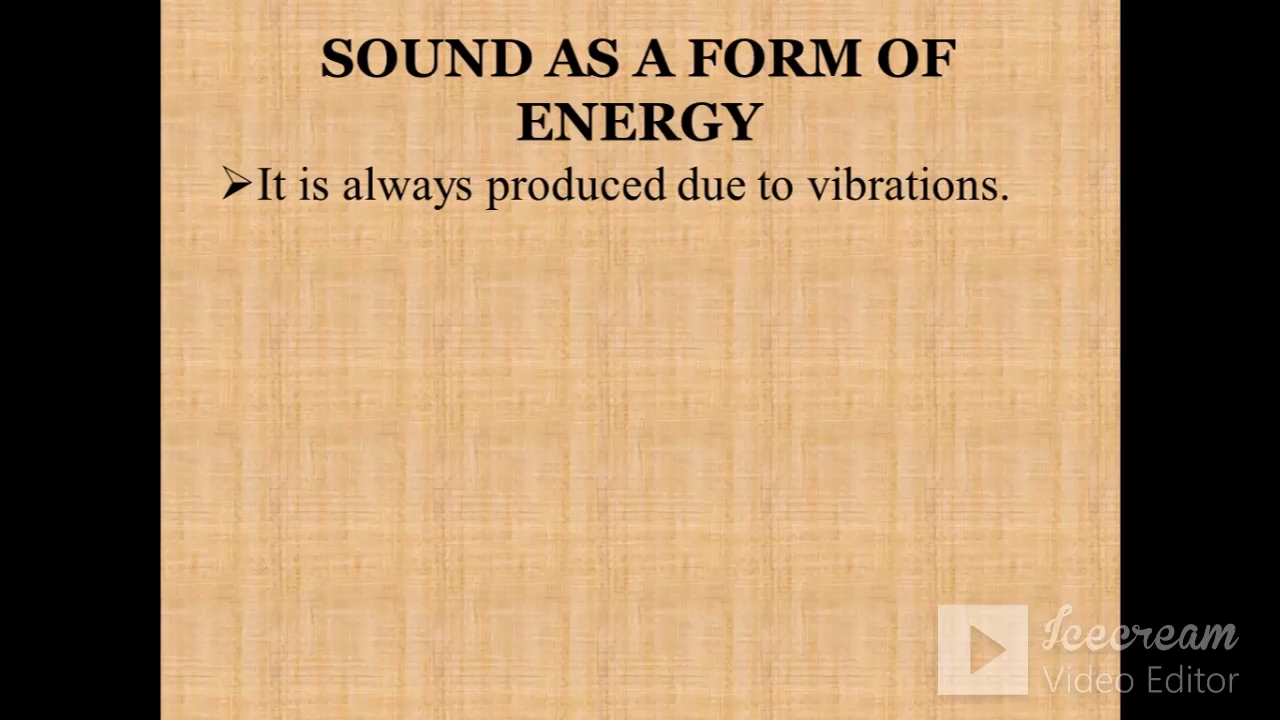 SOUND AS A FORM OF
ENERGY
➢It is always produced due to vibrations.
Icecream
Video Editor